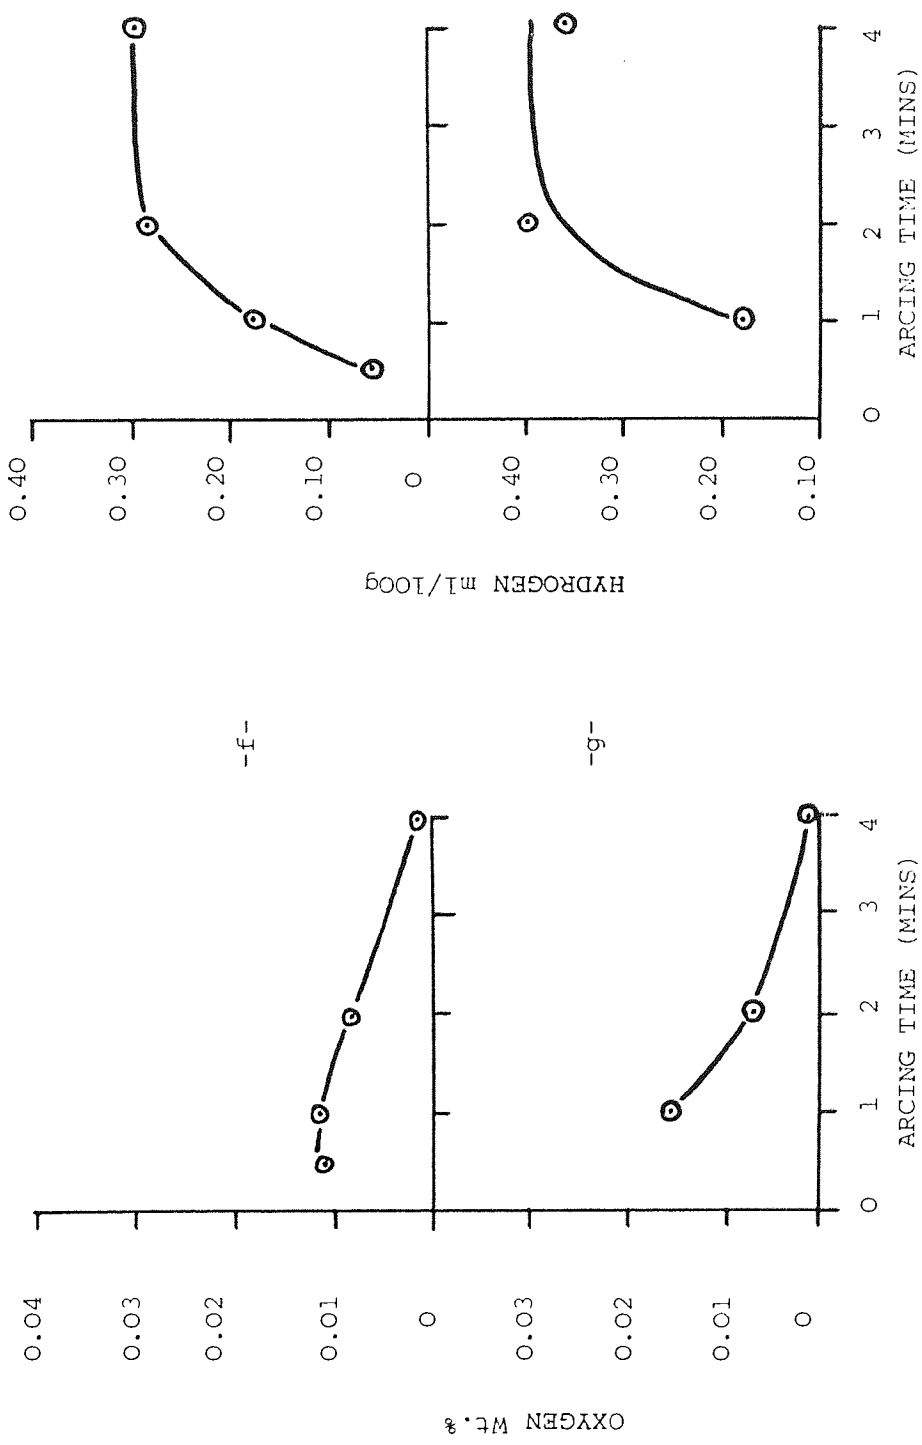 OXYGEN Wt.%
0.04
0.03
0.02
0.01
0
0.03
0.02
0.01
0
0 1 2 3 4
ARCING TIME (MINS)
-f-
-g-
HYDROGEN ml/100g
0.40
0.30
0.20
0.10
0
0.40
0.30
0.20
0.10
0 1 2 3 4
ARCING TIME (MINS)